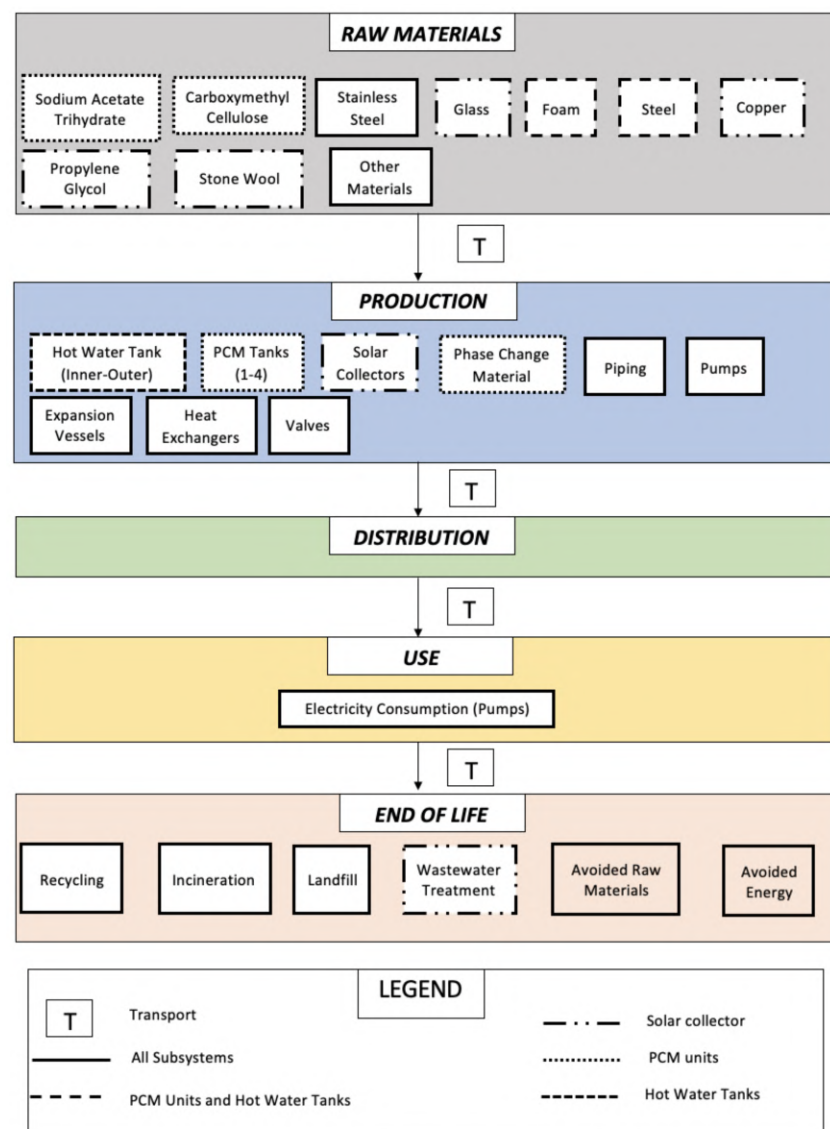 RAW MATERIALS
Sodium Acetate
Trihydrate
Carboxymethyl
Cellulose
Stainless
Steel
Glass
Foam
Steel
Copper
Propylene
Glycol
Stone Wool
Other
Materials
T
PRODUCTION
Hot Water Tank
(Inner-Outer)
PCM Tanks
(1-4)
Solar
Collectors
Phase Change
Material
Piping
Pumps
Expansion
Vessels
Heat
Exchangers
Valves
T
DISTRIBUTION
T
USE
Electricity Consumption (Pumps)
T
END OF LIFE
Recycling
Incineration
Landfill
Wastewater
Treatment
Avoided Raw
Materials
Avoided
Energy
LEGEND
T
Transport
Solar collector
All Subsystems
PCM units
PCM Units and Hot Water Tanks
Hot Water Tanks